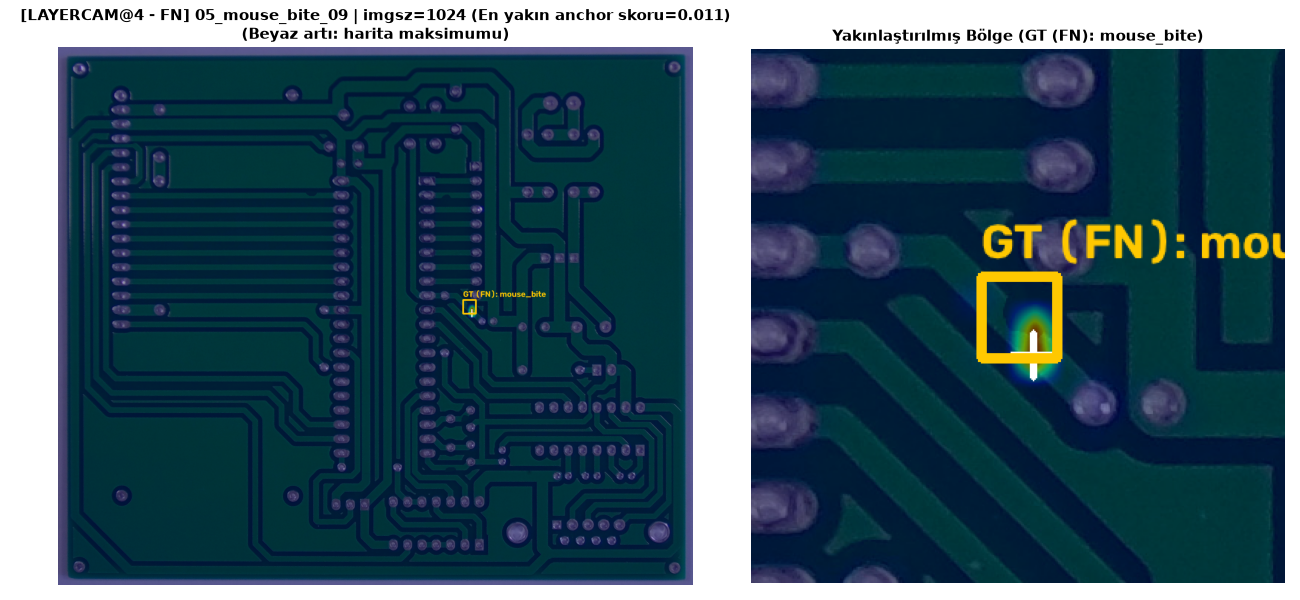 [LAYERCAM@4 - FN] 05_mouse_bite_09 | imgsz=1024 (En yakın anchor skoru=0.011)
(Beyaz artı: harita maksimumu)
Yakınlaştırılmış Bölge (GT (FN): mouse_bite)
GT (FN): mouse_bite
GT (FN): mou